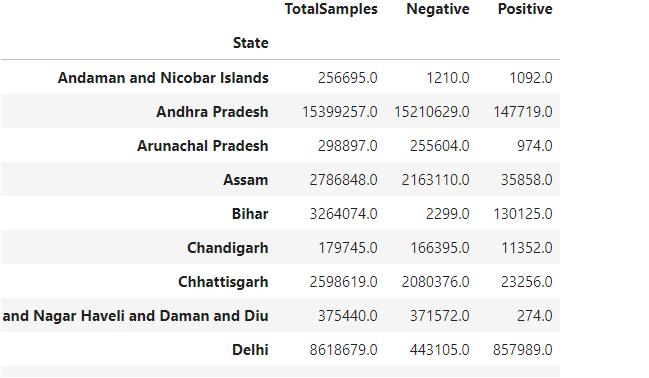 TotalSamples Negative Positive
State
Andaman and Nicobar Islands 256695.0 1210.0 1092.0
Andhra Pradesh 15399257.0 15210629.0 147719.0
Arunachal Pradesh 298897.0 255604.0 974.0
Assam 2786848.0 2163110.0 35858.0
Bihar 3264074.0 2299.0 130125.0
Chandigarh 179745.0 166395.0 11352.0
Chhattisgarh 2598619.0 2080376.0 23256.0
and Nagar Haveli and Daman and Diu 375440.0 371572.0 274.0
Delhi 8618679.0 443105.0 857989.0